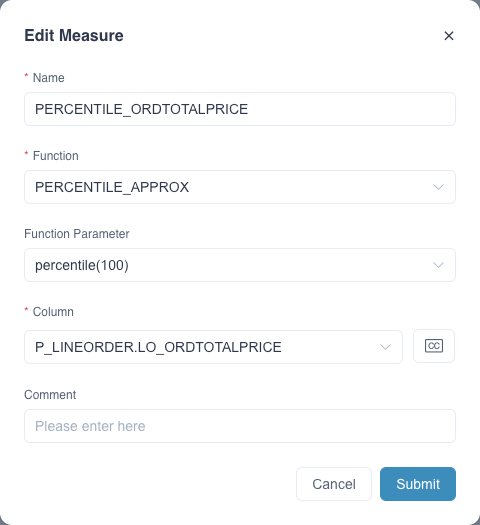 Edit Measure
* Name
PERCENTILE_ORDTOTALPRICE
* Function
PERCENTILE_APPROX
Function Parameter
percentile(100)
* Column
P_LINEORDER.LO_ORDTOTALPRICE
CC
Comment
Please enter here
Cancel
Submit